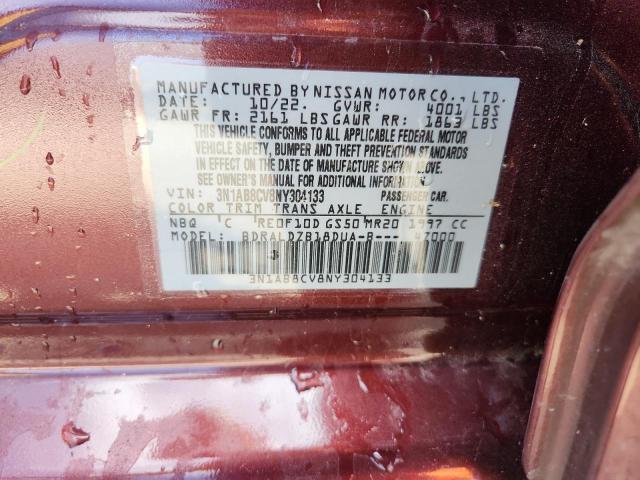 MANUFACTURED BY NISSAN MOTOR CO., LTD.
DATE: 10/22. GVWR: 4001 LBS
GAWR FR: 2161 LBS GAWR RR: 1863 LBS
THIS VEHICLE CONFORMS TO ALL APPLICABLE FEDERAL MOTOR
VEHICLE SAFETY, BUMPER AND THEFT PREVENTION STANDARDS
IN EFFECT ON THE DATE OF MANUFACTURE SHOWN ABOVE.
SEE OWNER'S MANUAL FOR ADDITIONAL INFORMATION
VIN: 3N1AB8CV8NY304133 PASSENGER CAR.
COLOR TRIM TRANS AXLE ENGINE
NBQ C RE0F10D GS50 MR20 1997 CC
MODEL: BDRALDZB18DUA-B--- 4Z000
3N1AB8CV8NY304133